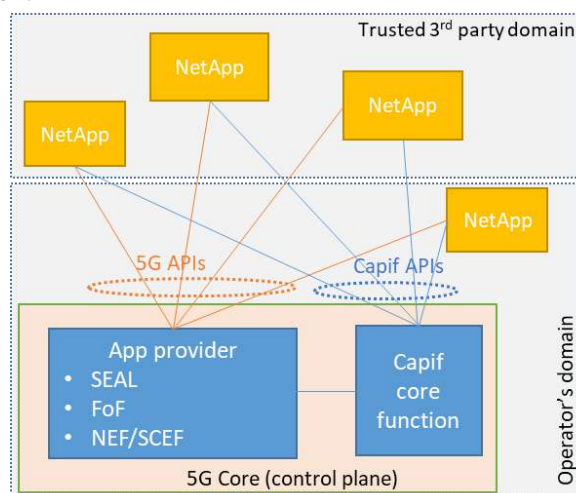 Trusted 3rd party domain
NetApp
NetApp
NetApp
NetApp
5G APIs
Capif APIs
App provider
• SEAL
• FoF
• NEF/SCEF
Capif
core
function
5G Core (control plane)
Operator's domain